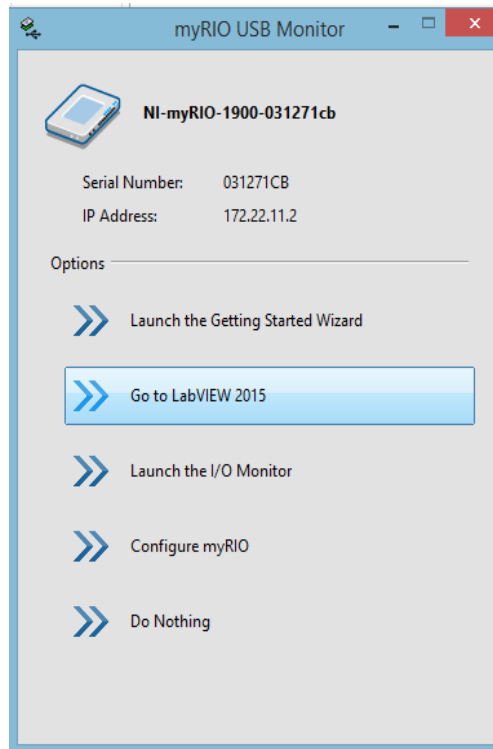 myRIO USB Monitor
NI-myRIO-1900-031271cb
Serial Number: 031271CB
IP Address: 172.22.11.2
Options
Launch the Getting Started Wizard
Go to LabVIEW 2015
Launch the I/O Monitor
Configure myRIO
Do Nothing